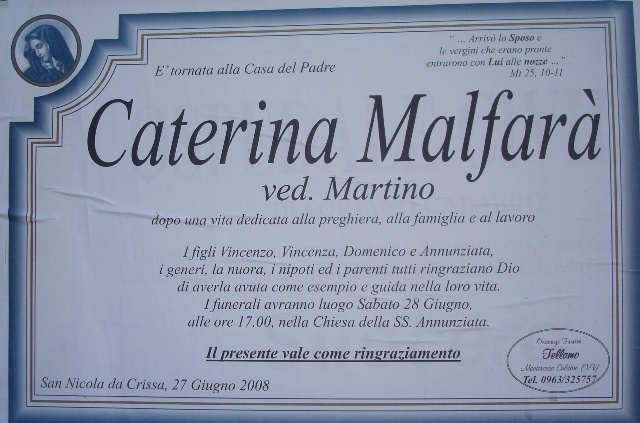 " ... Arrivò lo Sposo e
le vergini che erano pronte
entrarono con Lui alle nozze ..."
Mt 25, 10-11
E' tornata alla Casa del Padre
Caterina Malfarà
ved. Martino
dopo una vita dedicata alla preghiera, alla famiglia e al lavoro
I figli Vincenzo, Vincenza, Domenico e Annunziata,
i generi, la nuora, i nipoti ed i parenti tutti ringraziano Dio
di averla avuta come esempio e guida nella loro vita.
I funerali avranno luogo Sabato 28 Giugno,
alle ore 17.00, nella Chiesa della SS. Annunziata.
Il presente vale come ringraziamento
San Nicola da Crissa, 27 Giugno 2008
Tellamo
(VV)
Tel. 0963/325757